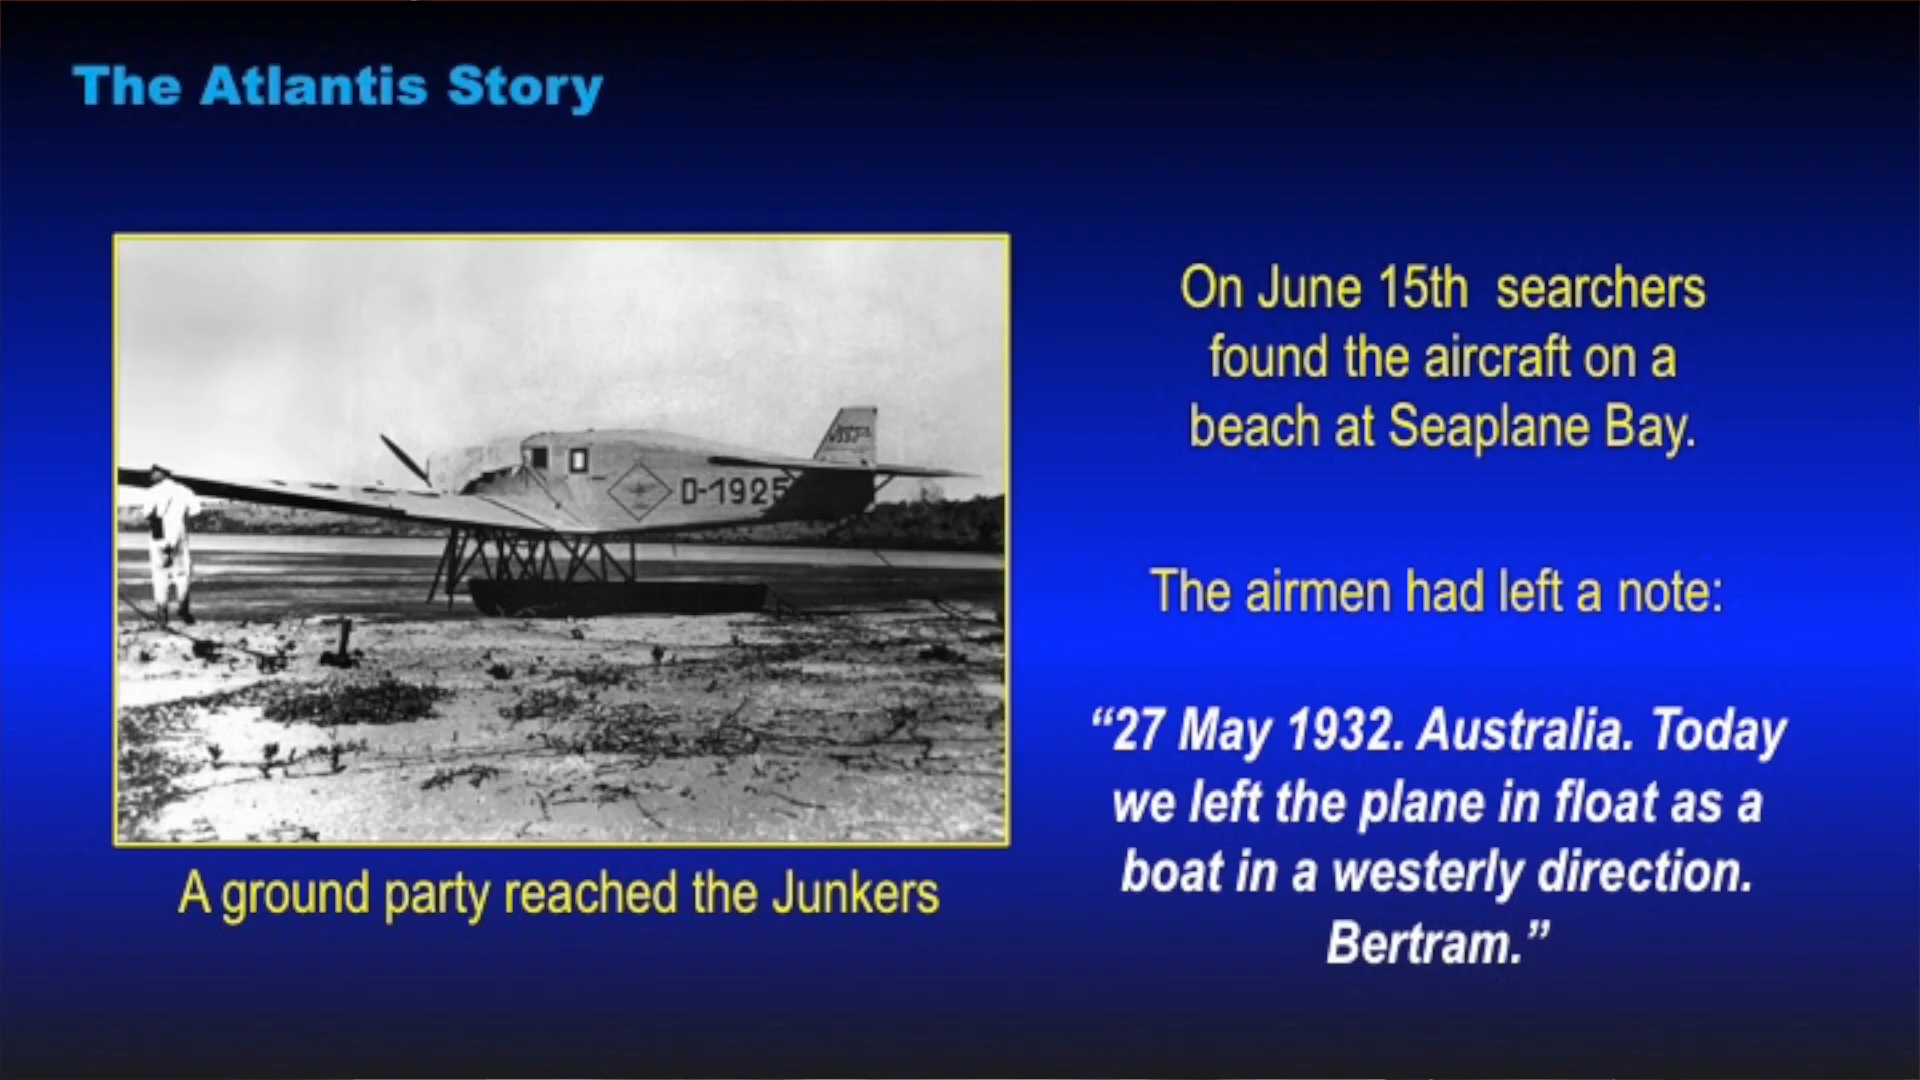 The Atlantis Story
D-1925
A ground party reached the Junkers
On June 15th searchers
found the aircraft on a
beach at Seaplane Bay.
The airmen had left a note:
“27 May 1932. Australia. Today
we left the plane in float as a
boat in a westerly direction.
Bertram.”